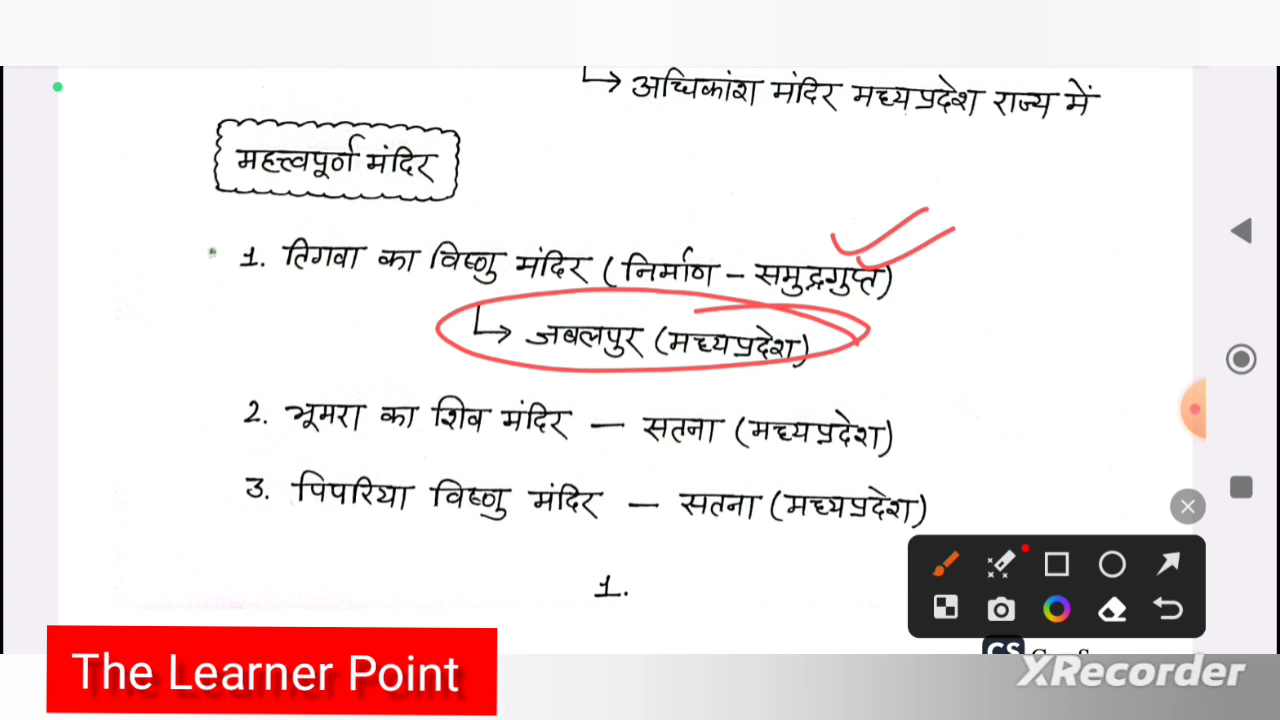 ↳ अधिकांश मंदिर मध्यप्रदेश राज्य में
महत्त्वपूर्ण मंदिर
1. तिगवा का विष्णु मंदिर (निर्माण - समुद्रगुप्त)
↳ जबलपुर (मध्यप्रदेश)
2. भूमरा का शिव मंदिर — सतना (मध्यप्रदेश)
3. पिपरिया विष्णु मंदिर — सतना (मध्यप्रदेश)
1.
CS
The Learner Point
XRecorder